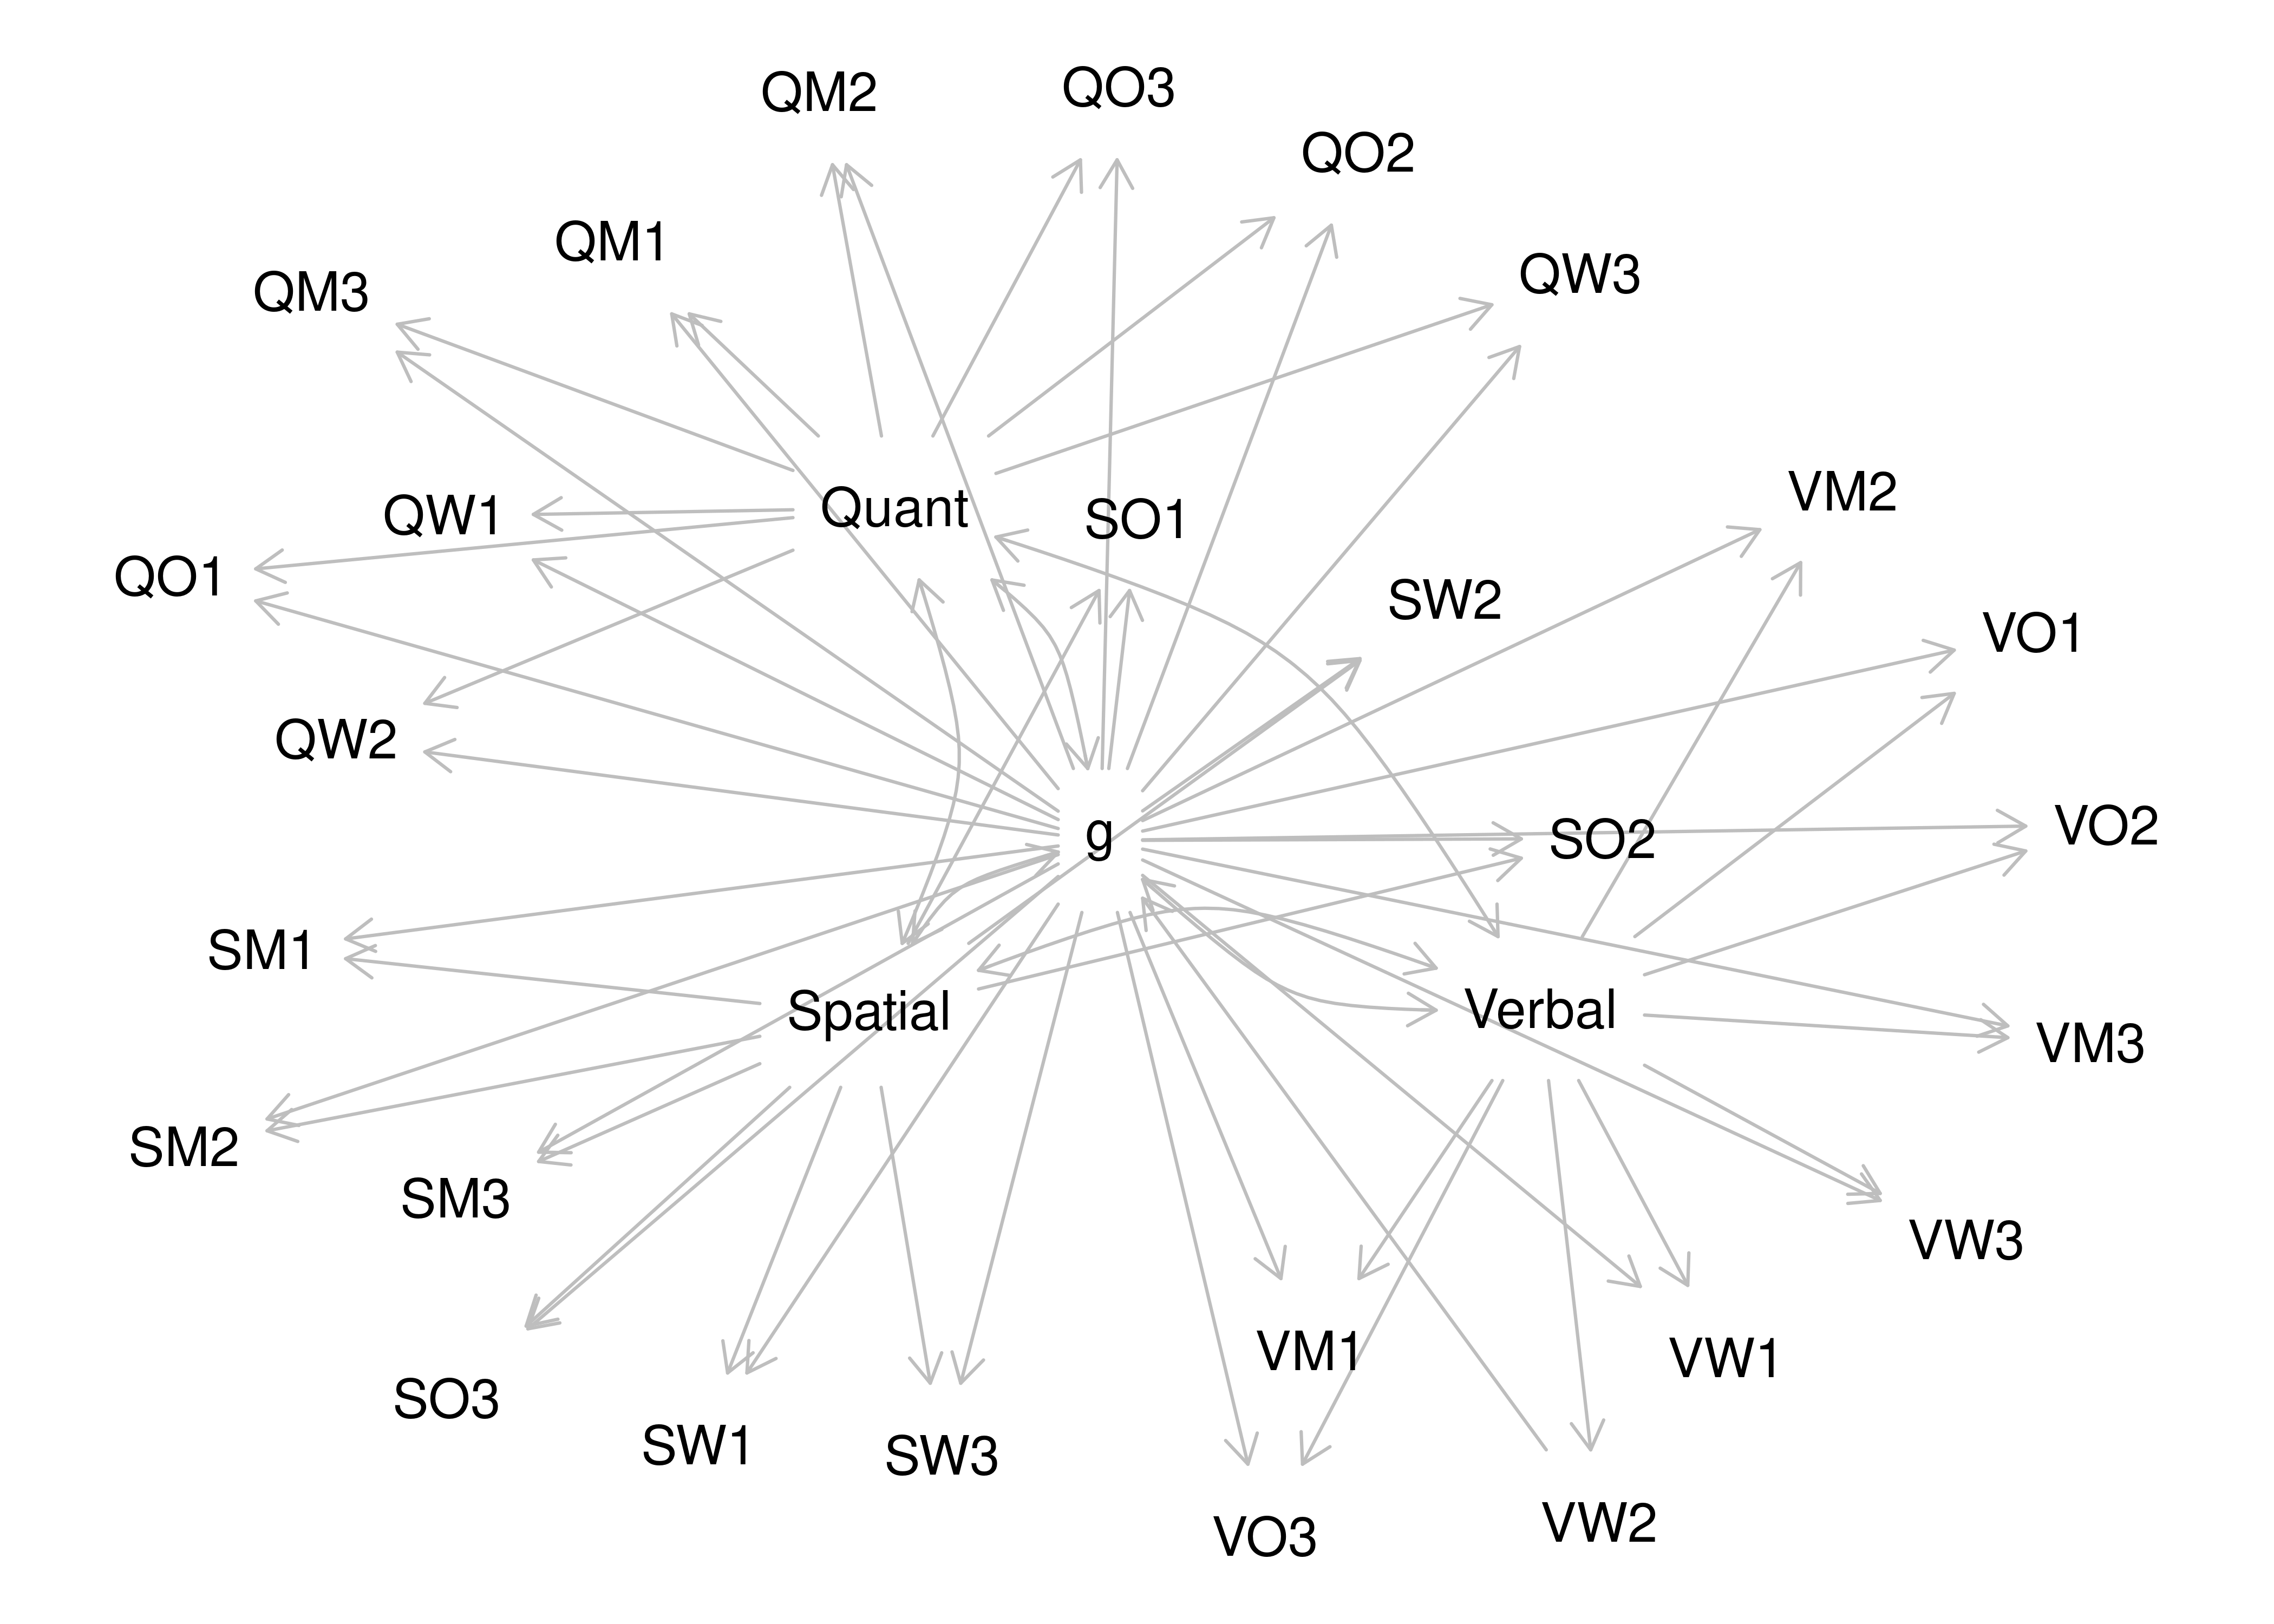 QO3
QM2
QO2
QM1
QW3
QM3
VM2
Quant
QW1
SO1
QO1
SW2
VO1
QW2
VO2
g
SO2
SM1
Spatial
Verbal
VM3
SM2
SM3
VW3
VM1
VW1
SO3
SW1
SW3
VW2
VO3